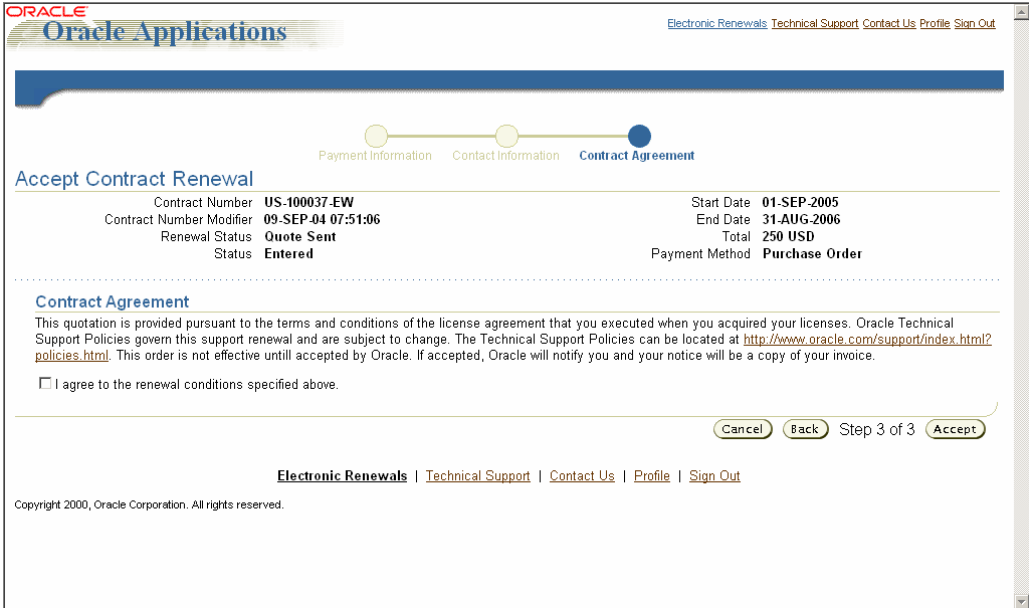 ORACLE
Oracle Applications
Electronic Renewals Technical Support Contact Us Profile Sign Out
Payment Information Contact Information Contract Agreement
Accept Contract Renewal
Contract Number US-100037-EW Start Date 01-SEP-2005
Contract Number Modifier 09-SEP-04 07:51:06 End Date 31-AUG-2006
Renewal Status Quote Sent Total 250 USD
Status Entered Payment Method Purchase Order
Contract Agreement
This quotation is provided pursuant to the terms and conditions of the license agreement that you executed when you acquired your licenses. Oracle Technical
Support Policies govern this support renewal and are subject to change. The Technical Support Policies can be located at http://www.oracle.com/support/index.html?
policies.html. This order is not effective untill accepted by Oracle. If accepted, Oracle will notify you and your notice will be a copy of your invoice.
I agree to the renewal conditions specified above.
Cancel Back Step 3 of 3 Accept
Electronic Renewals | Technical Support | Contact Us | Profile | Sign Out
Copyright 2000, Oracle Corporation. All rights reserved.